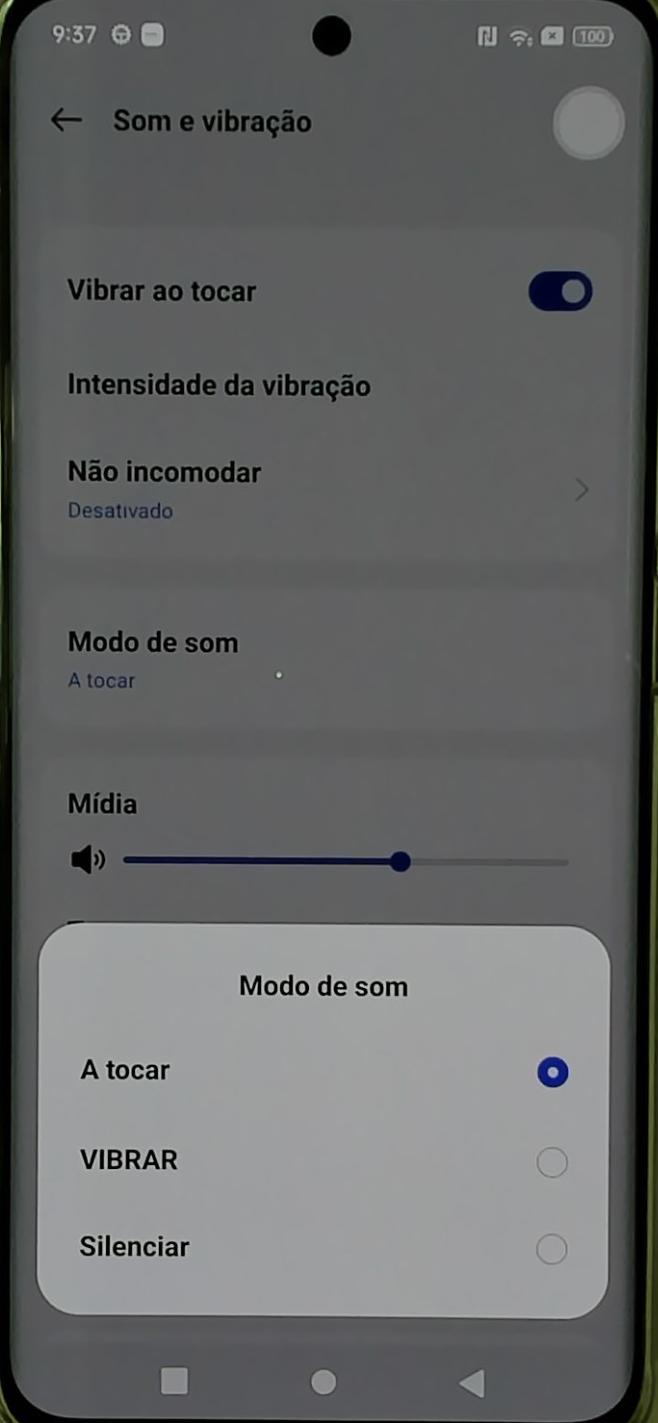 9:37
100
Som e vibração
Vibrar ao tocar
Intensidade da vibração
Não incomodar
Desativado
Modo de som
A tocar
Mídia
Modo de som
A tocar
VIBRAR
Silenciar